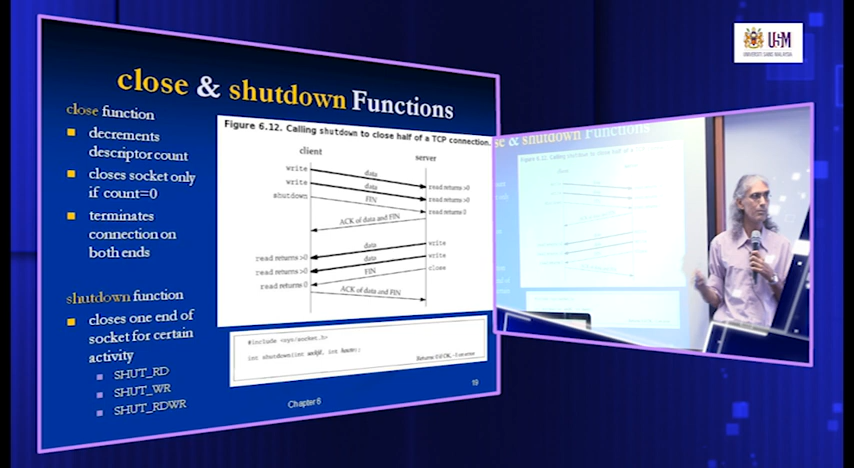 close & shutdown Functions
close function
decrements
descriptor count
closes socket only
if count=0
terminates
connection on
both ends
shutdown function
closes one end of
socket for certain
activity
SHUT_RD
SHUT_WR
SHUT_RDWR
Figure 6.12. Calling shutdown to close half of a TCP connection.
client
server
write
data
read returns >0
write
data
read returns >0
shutdown
FIN
read returns 0
ACK of data and FIN
data
write
read returns >0
data
write
read returns >0
FIN
close
read returns 0
ACK of data and FIN
#include <sys/socket.h>
int shutdown(int sockfd, int howto);
Returns: 0 if OK, -1 on error
Chapter 6
19
USM
UNIVERSITI SAINS MALAYSIA
se & shutdown Functions